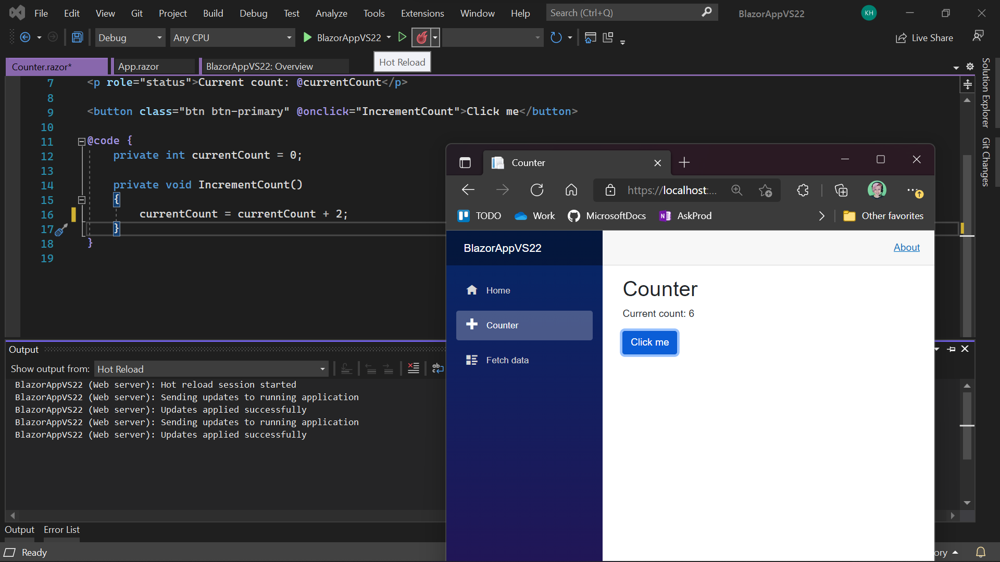 File Edit View Git Project Build Debug Test Analyze Tools Extensions Window Help Search (Ctrl+Q) BlazorAppVS22 KH
Debug Any CPU BlazorAppVS22 Live Share
Hot Reload
Counter.razor* App.razor BlazorAppVS22: Overview
7 <p role="status">Current count: @currentCount</p>
8
9 <button class="btn btn-primary" @onclick="IncrementCount">Click me</button>
10
11 @code {
12 private int currentCount = 0;
13
14 private void IncrementCount()
15 {
16 currentCount = currentCount + 2;
17 }
18 }
19
Solution Explorer
Git Changes
Counter
https://localhost:...
TODO Work MicrosoftDocs N AskProd Other favorites
BlazorAppVS22 About
Home
Counter
Fetch data
Counter
Current count: 6
Click me
Output
Show output from: Hot Reload
BlazorAppVS22 (Web server): Hot reload session started
BlazorAppVS22 (Web server): Sending updates to running application
BlazorAppVS22 (Web server): Updates applied successfully
BlazorAppVS22 (Web server): Sending updates to running application
BlazorAppVS22 (Web server): Updates applied successfully
Output Error List
Ready
ory